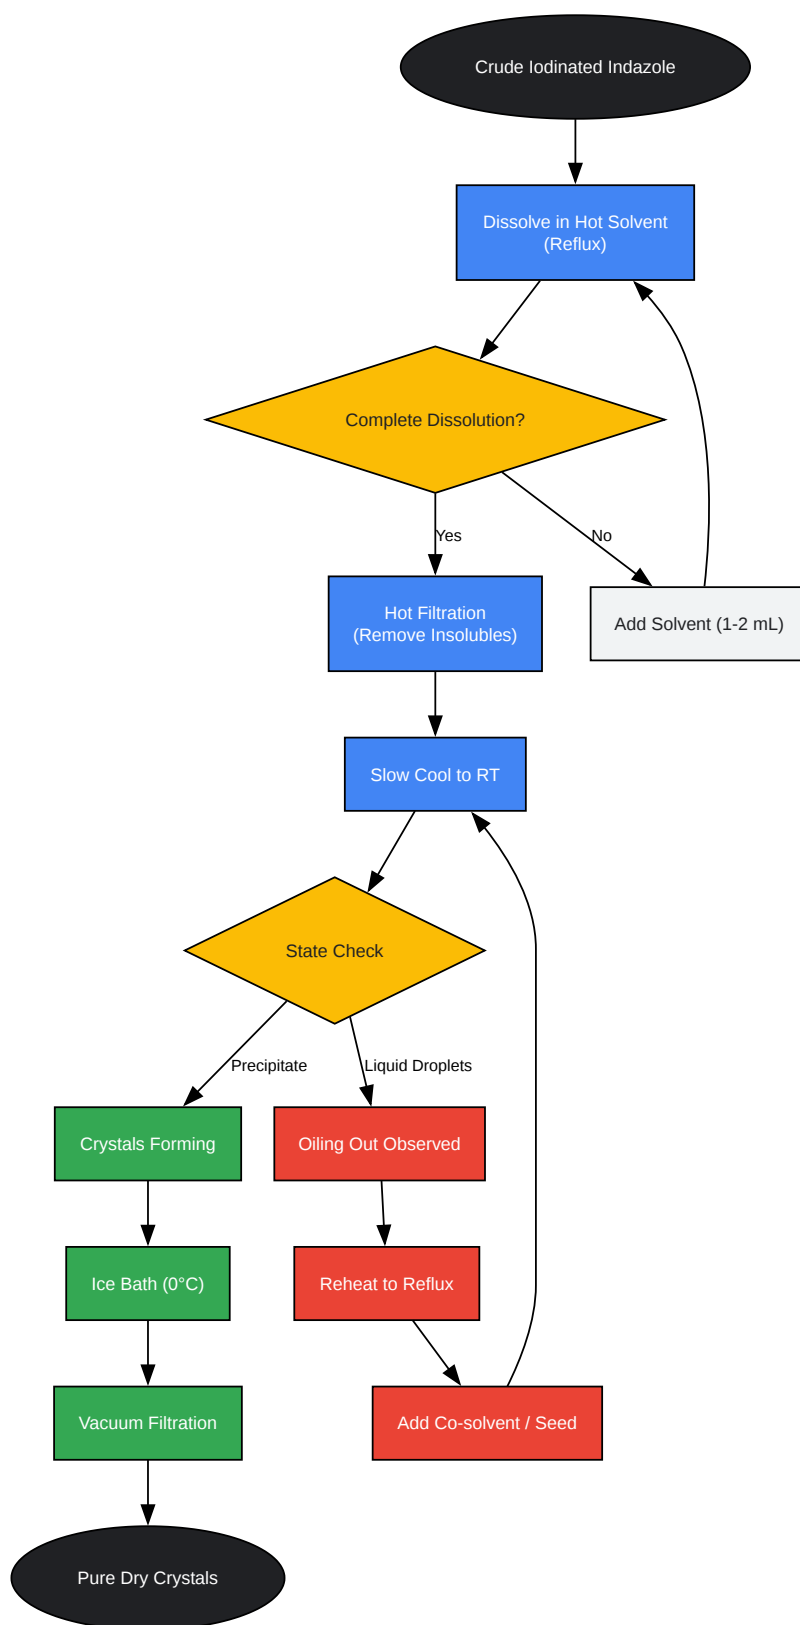 Crude Iodinated Indazole
Dissolve in Hot Solvent
(Reflux)
Complete Dissolution?
Yes
No
Hot Filtration
(Remove Insolubles)
Add Solvent (1-2 mL)
Slow Cool to RT
State Check
Precipitate
Liquid Droplets
Crystals Forming
Oiling Out Observed
Ice Bath (0°C)
Reheat to Reflux
Vacuum Filtration
Add Co-solvent / Seed
Pure Dry Crystals